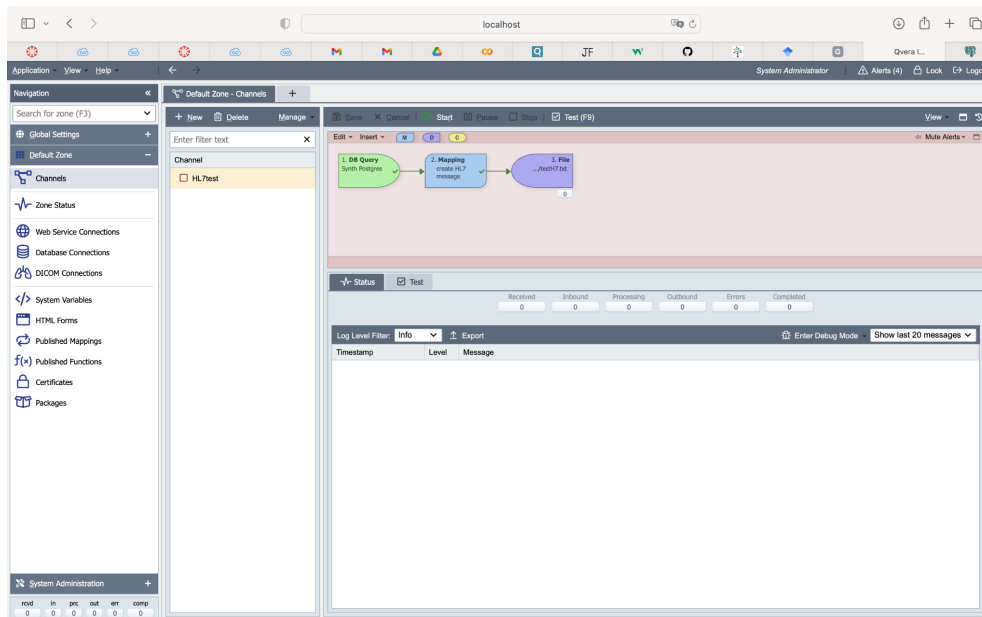 localhost
JF
G
Qvera I...
Application View Help
System Administrator
Alerts (4) Lock Logo
Navigation
Default Zone - Channels
Search for zone (F3)
Global Settings
Default Zone
Channels
Zone Status
Web Service Connections
Database Connections
DICOM Connections
System Variables
HTML Forms
Published Mappings
Published Functions
Certificates
Packages
System Administration
rcvd in prc out err comp
0 0 0 0 0 0
New Delete Manage
Enter filter text
Channel
HL7test
Save Cancel Start Pause Stop Test (F9) View
Edit Insert M D C Mute Alerts
1. DB Query
Synth Postgres
2. Mapping
create HL7
message
3. File
.../testH7.txt
0
Status Test
Received Inbound Processing Outbound Errors Completed
0 0 0 0 0 0
Log Level Filter: Info Export Enter Debug Mode Show last 20 messages
Timestamp Level Message